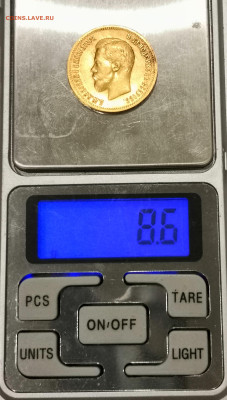 COINS.LAVE.RU
8.6
PCS
TARE
ON/OFF
UNITS
LIGHT